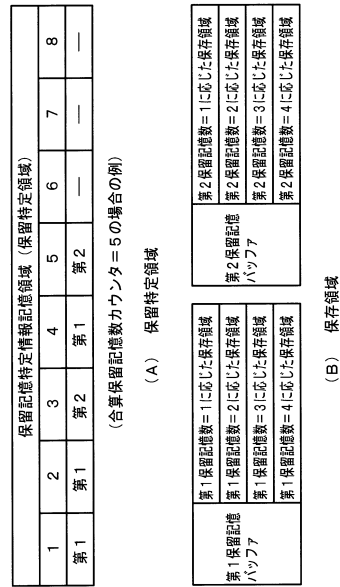 保留記憶特定情報記憶領域（保留特定領域）
1 2 3 4 5 6 7 8
第1 第1 第2 第1 第2 ― ― ―
（合算保留記憶数カウンタ＝5の場合の例）
（A） 保留特定領域
第1保留記憶
バッファ
第1保留記憶数＝1に応じた保存領域
第1保留記憶数＝2に応じた保存領域
第1保留記憶数＝3に応じた保存領域
第1保留記憶数＝4に応じた保存領域
第2保留記憶
バッファ
第2保留記憶数＝1に応じた保存領域
第2保留記憶数＝2に応じた保存領域
第2保留記憶数＝3に応じた保存領域
第2保留記憶数＝4に応じた保存領域
（B） 保存領域